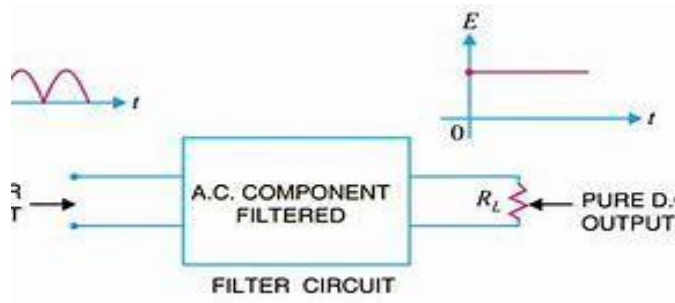 E
t
0
t
R
T
A.C. COMPONENT
FILTERED
R_L
PURE D.C
OUTPUT
FILTER CIRCUIT